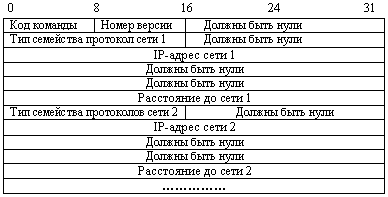 0 8 16 24 31
Код команды Номер версии Должны быть нули
Тип семейства протокол сети 1 Должны быть нули
IP-адрес сети 1
Должны быть нули
Должны быть нули
Расстояние до сети 1
Тип семейства протоколов сети 2 Должны быть нули
IP-адрес сети 2
Должны быть нули
Должны быть нули
Расстояние до сети 2
……………